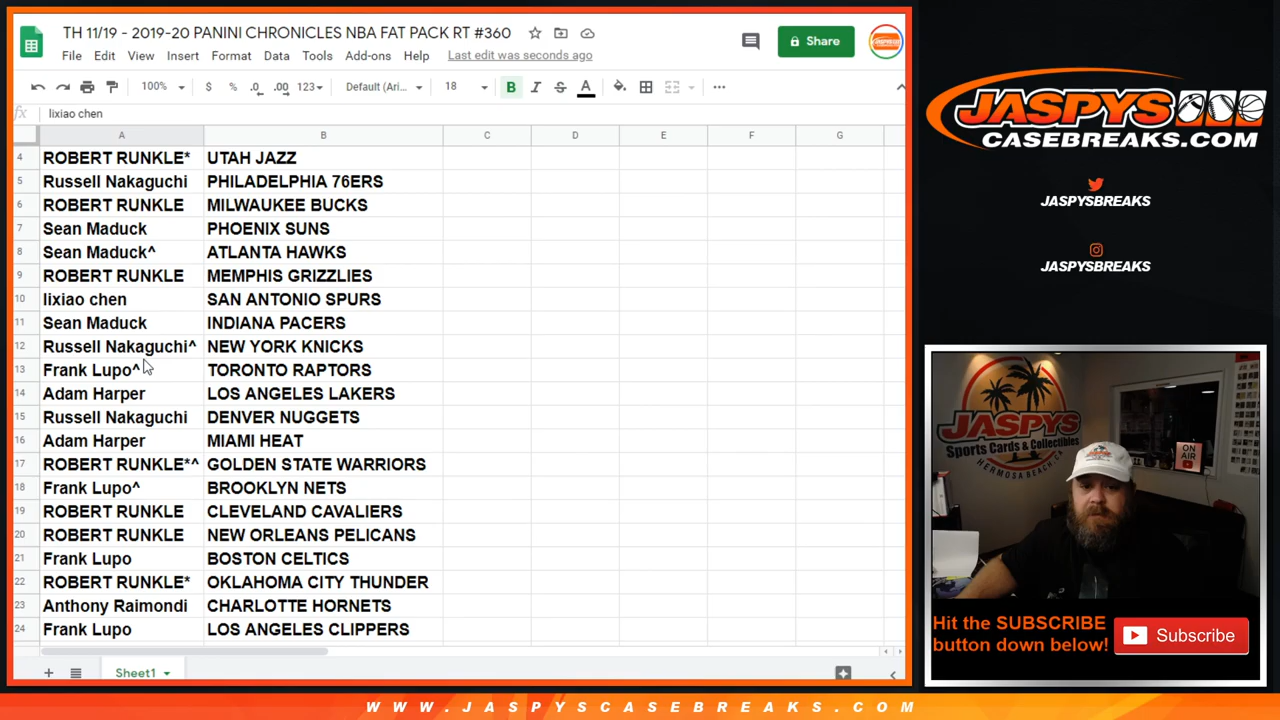 TH 11/19 - 2019-20 PANINI CHRONICLES NBA FAT PACK RT #360
File Edit View Insert Format Data Tools Add-ons Help Last edit was seconds ago
Share
100% $ % .0 .00 123 Default (Ari... 18 B I S A
fx lixiao chen
A B C D E F G
4 ROBERT RUNKLE* UTAH JAZZ
5 Russell Nakaguchi PHILADELPHIA 76ERS
6 ROBERT RUNKLE MILWAUKEE BUCKS
7 Sean Maduck PHOENIX SUNS
8 Sean Maduck^ ATLANTA HAWKS
9 ROBERT RUNKLE MEMPHIS GRIZZLIES
10 lixiao chen SAN ANTONIO SPURS
11 Sean Maduck INDIANA PACERS
12 Russell Nakaguchi^ NEW YORK KNICKS
13 Frank Lupo^ TORONTO RAPTORS
14 Adam Harper LOS ANGELES LAKERS
15 Russell Nakaguchi DENVER NUGGETS
16 Adam Harper MIAMI HEAT
17 ROBERT RUNKLE*^ GOLDEN STATE WARRIORS
18 Frank Lupo^ BROOKLYN NETS
19 ROBERT RUNKLE CLEVELAND CAVALIERS
20 ROBERT RUNKLE NEW ORLEANS PELICANS
21 Frank Lupo BOSTON CELTICS
22 ROBERT RUNKLE* OKLAHOMA CITY THUNDER
23 Anthony Raimondi CHARLOTTE HORNETS
24 Frank Lupo LOS ANGELES CLIPPERS
Sheet1
JASPYS
CASEBREAKS.COM
JASPYSBREAKS
JASPYSBREAKS
JASPYS
Sports Cards & Collectibles
HERMOSA BEACH, CA
ON
AIR
Hit the SUBSCRIBE
button down below!
Subscribe
WWW.JASPYSCASEBREAKS.COM